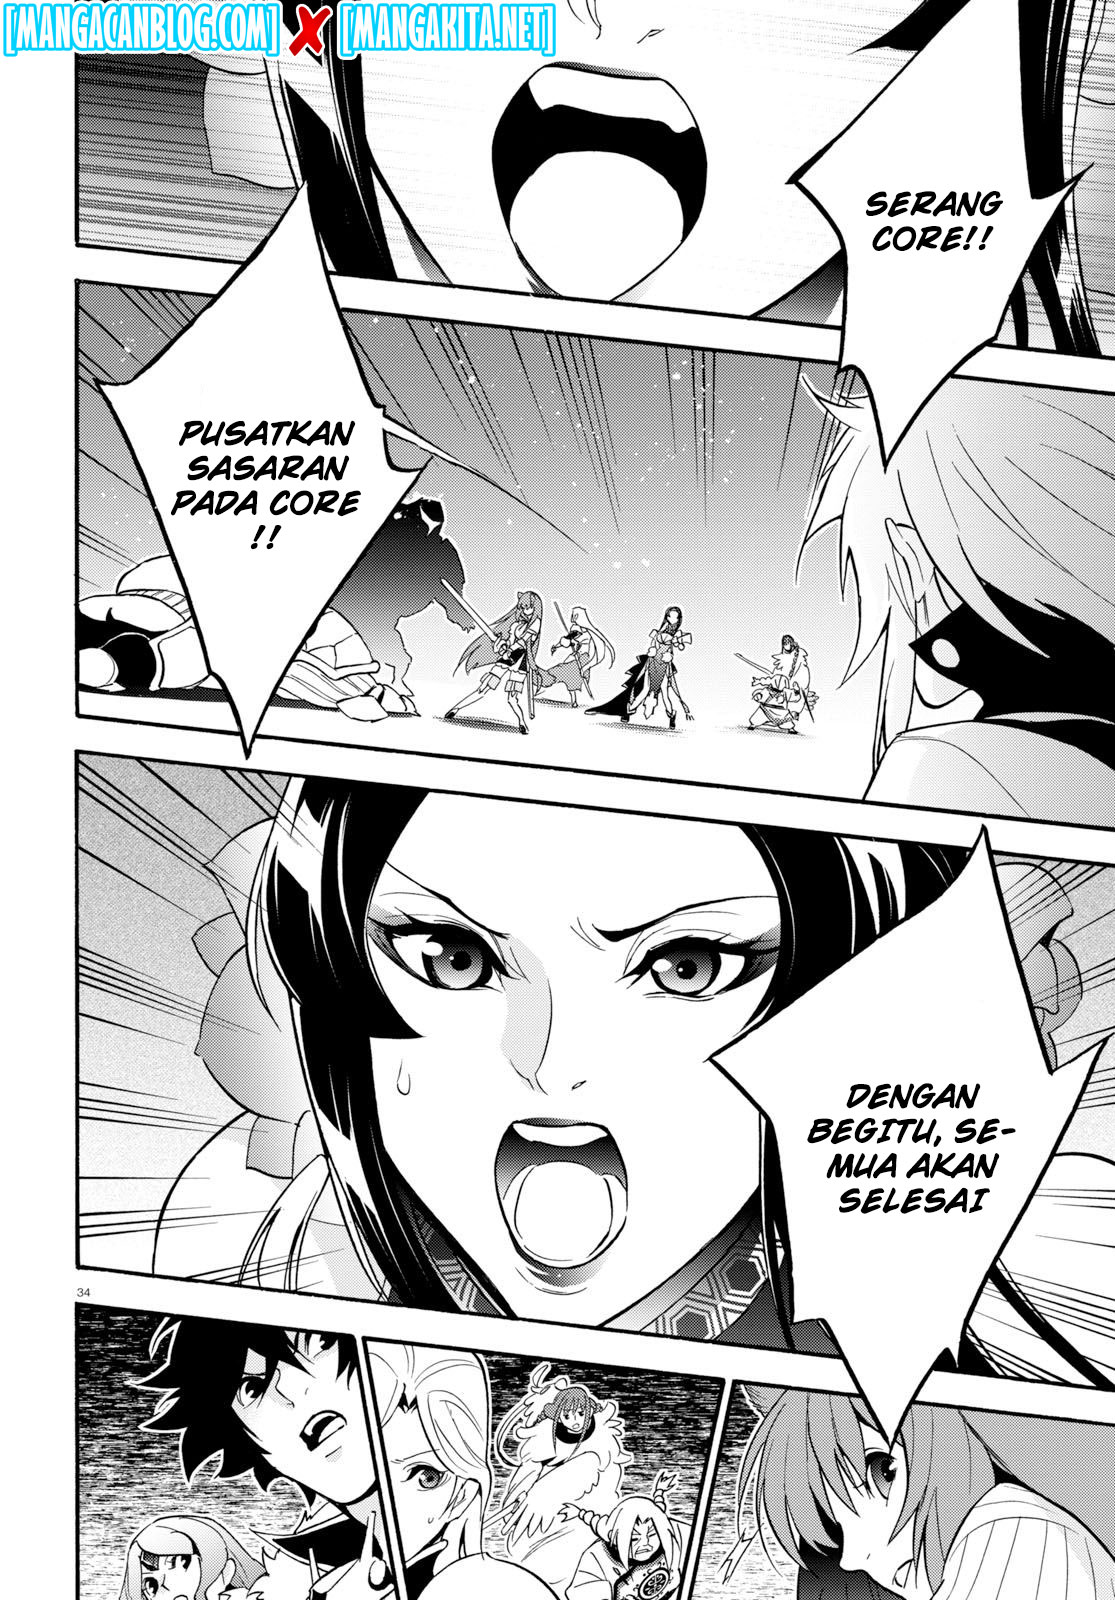 [MANGACANBLOG.COM] X [MANGAKITA.NET]
SERANG
CORE!!
PUSATKAN
SASARAN
PADA CORE
!!
DENGAN
BEGITU, SE-
MUA AKAN
SELESAI
34